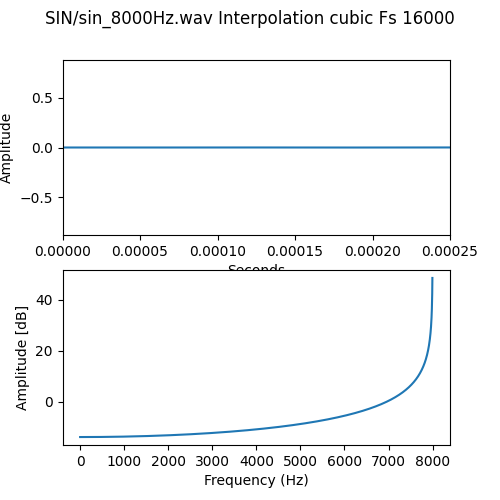 SIN/sin_8000Hz.wav Interpolation cubic Fs 16000
Amplitude
0.5
0.0
−0.5
0.00000 0.00005 0.00010 0.00015 0.00020 0.00025
Seconds
Amplitude [dB]
40
20
0
0 1000 2000 3000 4000 5000 6000 7000 8000
Frequency (Hz)